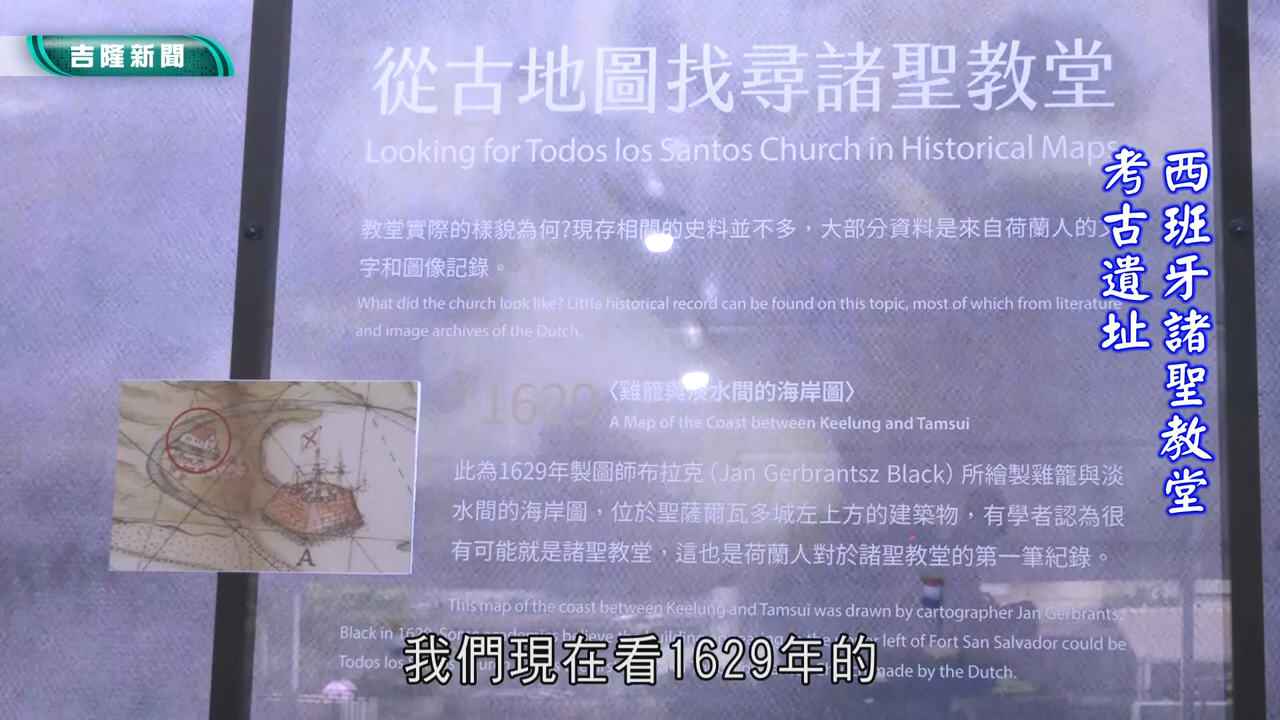 吉隆新聞
從古地圖找尋諸聖教堂
Looking for Todos los Santos Church in Historical Maps
西班牙諸聖教堂
考古遺址
教堂實際的樣貌為何?現存相關的史料並不多，大部分資料是來自荷蘭人的文
字和圖像記錄。
What did the church look like? Little historical record can be found on this topic, most of which from literature
and image archives of the Dutch.
1629
〈雞籠與淡水間的海岸圖〉
A Map of the Coast between Keelung and Tamsui
此為1629年製圖師布拉克（Jan Gerbrantsz Black）所繪製雞籠與淡
水間的海岸圖，位於聖薩爾瓦多城左上方的建築物，有學者認為很
有可能就是諸聖教堂，這也是荷蘭人對於諸聖教堂的第一筆紀錄。
A
This map of the coast between Keelung and Tamsui was drawn by cartographer Jan Gerbrantsz
Black in 1629. left of Fort San Salvador could be
Todos los made by the Dutch.
我們現在看1629年的